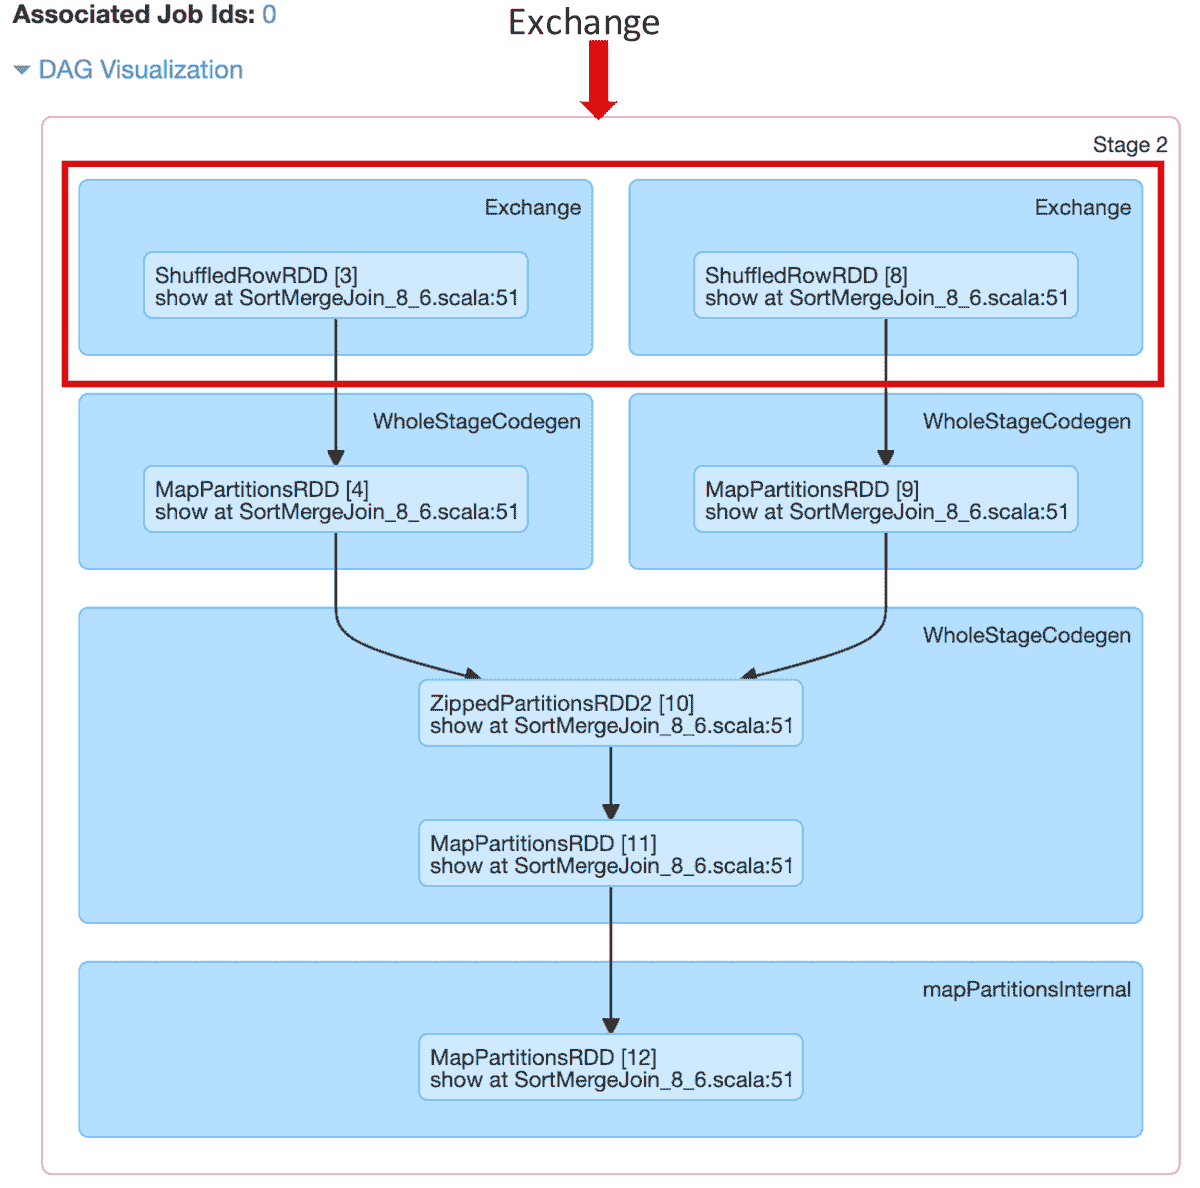 Associated Job Ids: 0
Exchange
DAG Visualization
Stage 2
Exchange
ShuffledRowRDD [3]
show at SortMergeJoin_8_6.scala:51
Exchange
ShuffledRowRDD [8]
show at SortMergeJoin_8_6.scala:51
WholeStageCodegen
MapPartitionsRDD [4]
show at SortMergeJoin_8_6.scala:51
WholeStageCodegen
MapPartitionsRDD [9]
show at SortMergeJoin_8_6.scala:51
WholeStageCodegen
ZippedPartitionsRDD2 [10]
show at SortMergeJoin_8_6.scala:51
MapPartitionsRDD [11]
show at SortMergeJoin_8_6.scala:51
mapPartitionsInternal
MapPartitionsRDD [12]
show at SortMergeJoin_8_6.scala:51